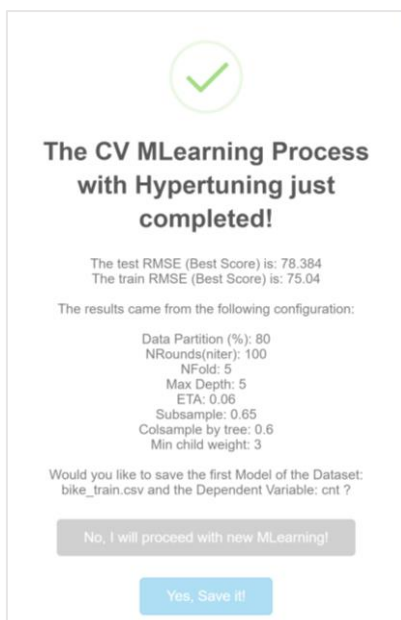 The CV MLearning Process
with Hypertuning just
completed!
The test RMSE (Best Score) is: 78.384
The train RMSE (Best Score) is: 75.04
The results came from the following configuration:
Data Partition (%): 80
NRounds(niter): 100
NFold: 5
Max Depth: 5
ETA: 0.06
Subsample: 0.65
Colsample by tree: 0.6
Min child weight: 3
Would you like to save the first Model of the Dataset:
bike_train.csv and the Dependent Variable: cnt ?
No, I will proceed with new MLearning!
Yes, Save it!